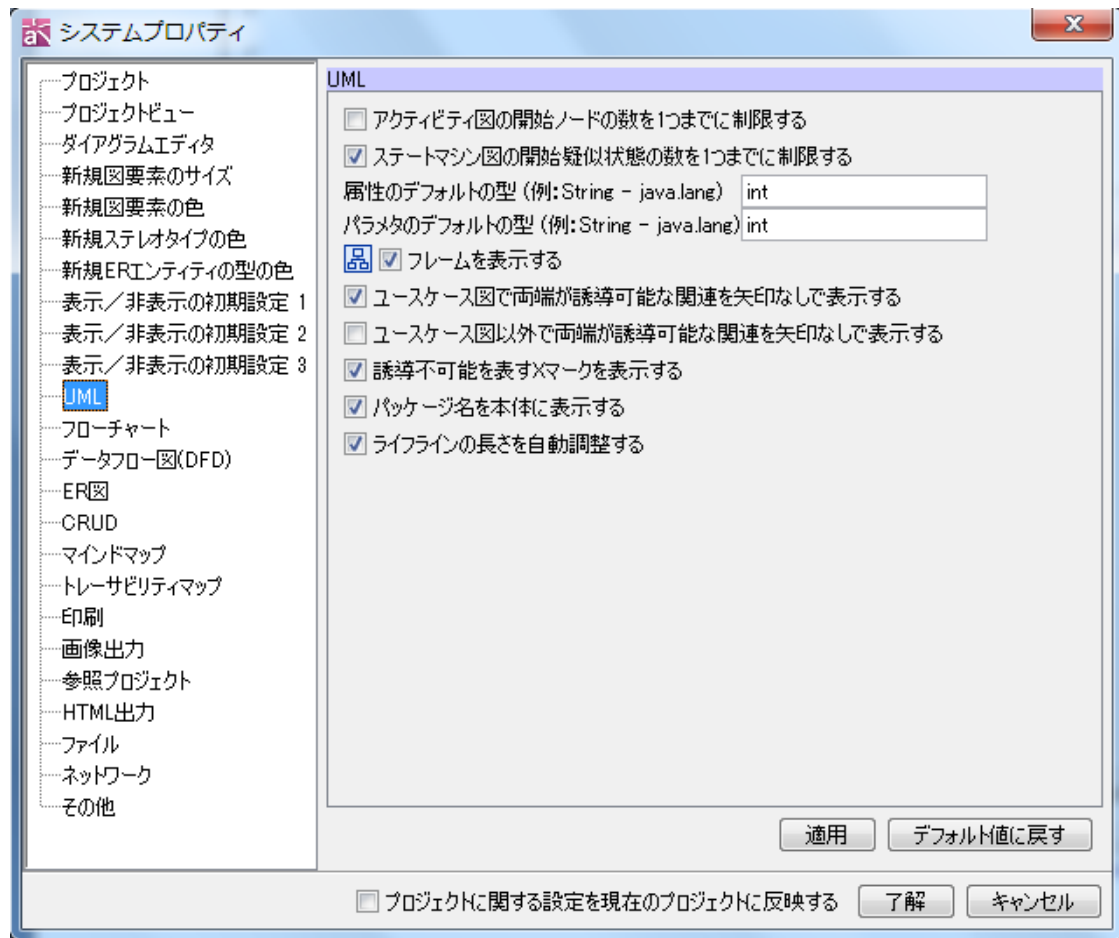 システムプロパティ
プロジェクト
プロジェクトビュー
ダイアグラムエディタ
新規図要素のサイズ
新規図要素の色
新規ステレオタイプの色
新規ERエンティティの型の色
表示／非表示の初期設定 1
表示／非表示の初期設定 2
表示／非表示の初期設定 3
UML
フローチャート
データフロー図(DFD)
ER図
CRUD
マインドマップ
トレーサビリティマップ
印刷
画像出力
参照プロジェクト
HTML出力
ファイル
ネットワーク
その他
UML
アクティビティ図の開始ノードの数を1つまでに制限する
ステートマシン図の開始疑似状態の数を1つまでに制限する
属性のデフォルトの型 (例: String - java.lang) int
パラメタのデフォルトの型 (例: String - java.lang) int
フレームを表示する
ユースケース図で両端が誘導可能な関連を矢印なしで表示する
ユースケース図以外で両端が誘導可能な関連を矢印なしで表示する
誘導不可能を表すXマークを表示する
パッケージ名を本体に表示する
ライフラインの長さを自動調整する
適用 デフォルト値に戻す
プロジェクトに関する設定を現在のプロジェクトに反映する 了解 キャンセル